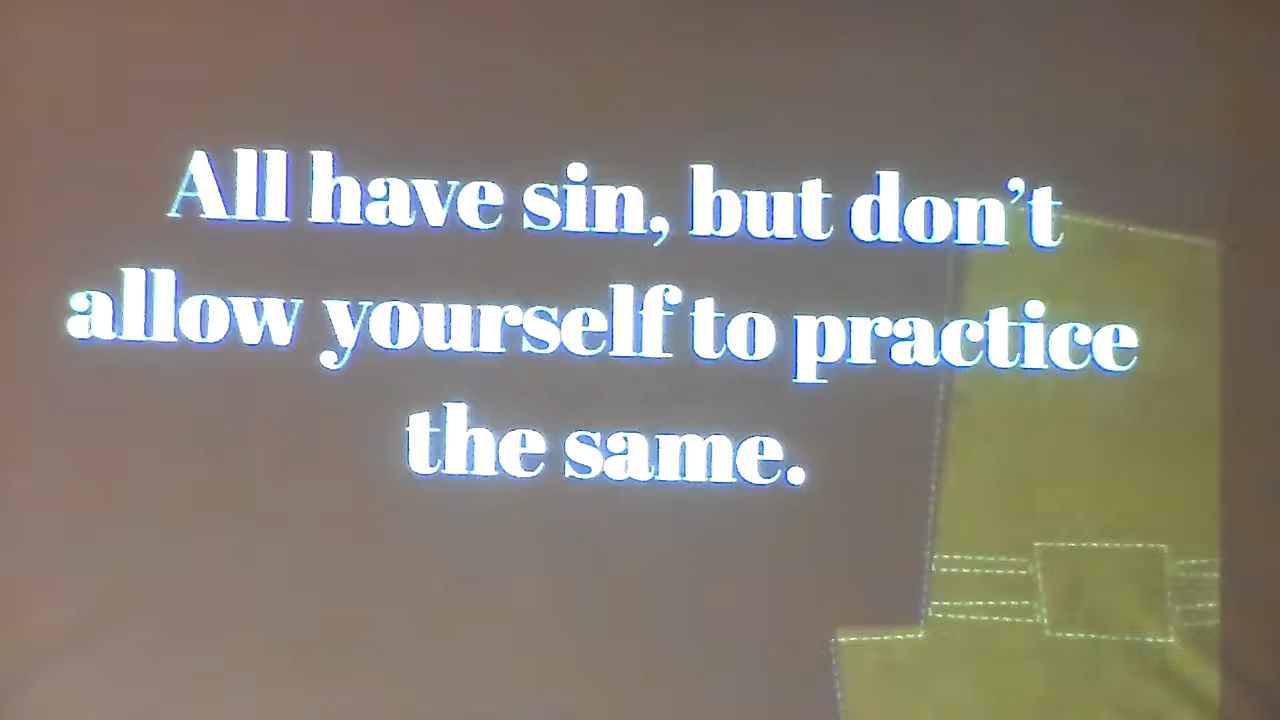 All have sin, but don’t
allow yourself to practice
the same.